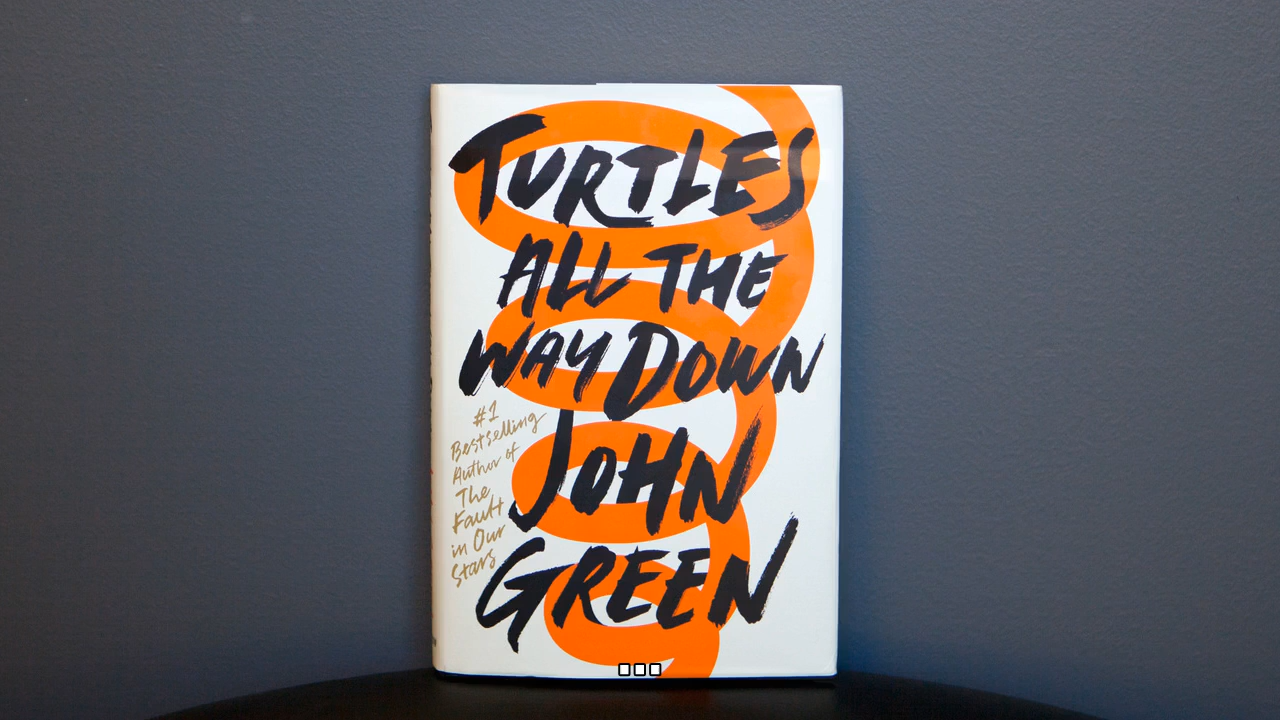 TURTLES
ALL THE
WAY DOWN
#1
Bestselling
Author of
The
Fault
in Our
Stars
JOHN
GREEN